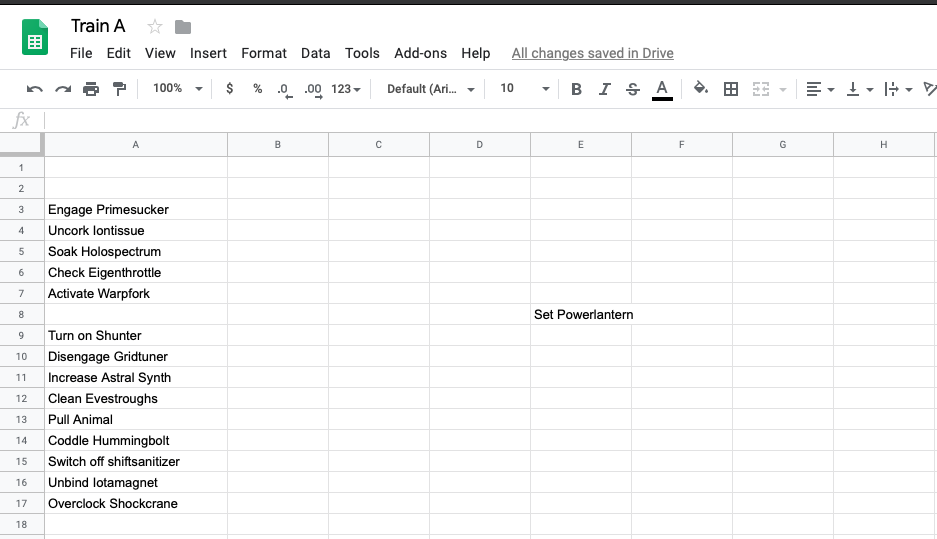 Train A
File Edit View Insert Format Data Tools Add-ons Help All changes saved in Drive
100% $ % .0 .00 123 Default (Ari... 10 B I S A
fx
A B C D E F G H
1
2
3 Engage Primesucker
4 Uncork Iontissue
5 Soak Holospectrum
6 Check Eigenthrottle
7 Activate Warpfork
8 Set Powerlantern
9 Turn on Shunter
10 Disengage Gridtuner
11 Increase Astral Synth
12 Clean Evestroughs
13 Pull Animal
14 Coddle Hummingbolt
15 Switch off shiftsanitizer
16 Unbind Iotamagnet
17 Overclock Shockcrane
18